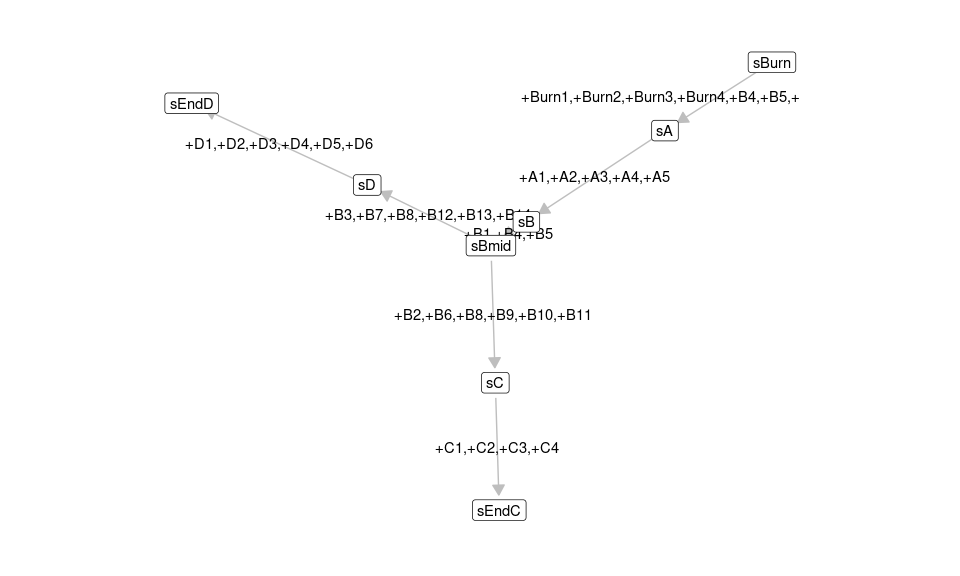 sBurn
+Burn1,+Burn2,+Burn3,+Burn4,+B4,+B5,+
sEndD
sA
+D1,+D2,+D3,+D4,+D5,+D6
+A1,+A2,+A3,+A4,+A5
sD
+B3,+B7,+B8,+B12,+B13,+B14
sB
+B1,+B4,+B5
sBmid
+B2,+B6,+B8,+B9,+B10,+B11
sC
+C1,+C2,+C3,+C4
sEndC